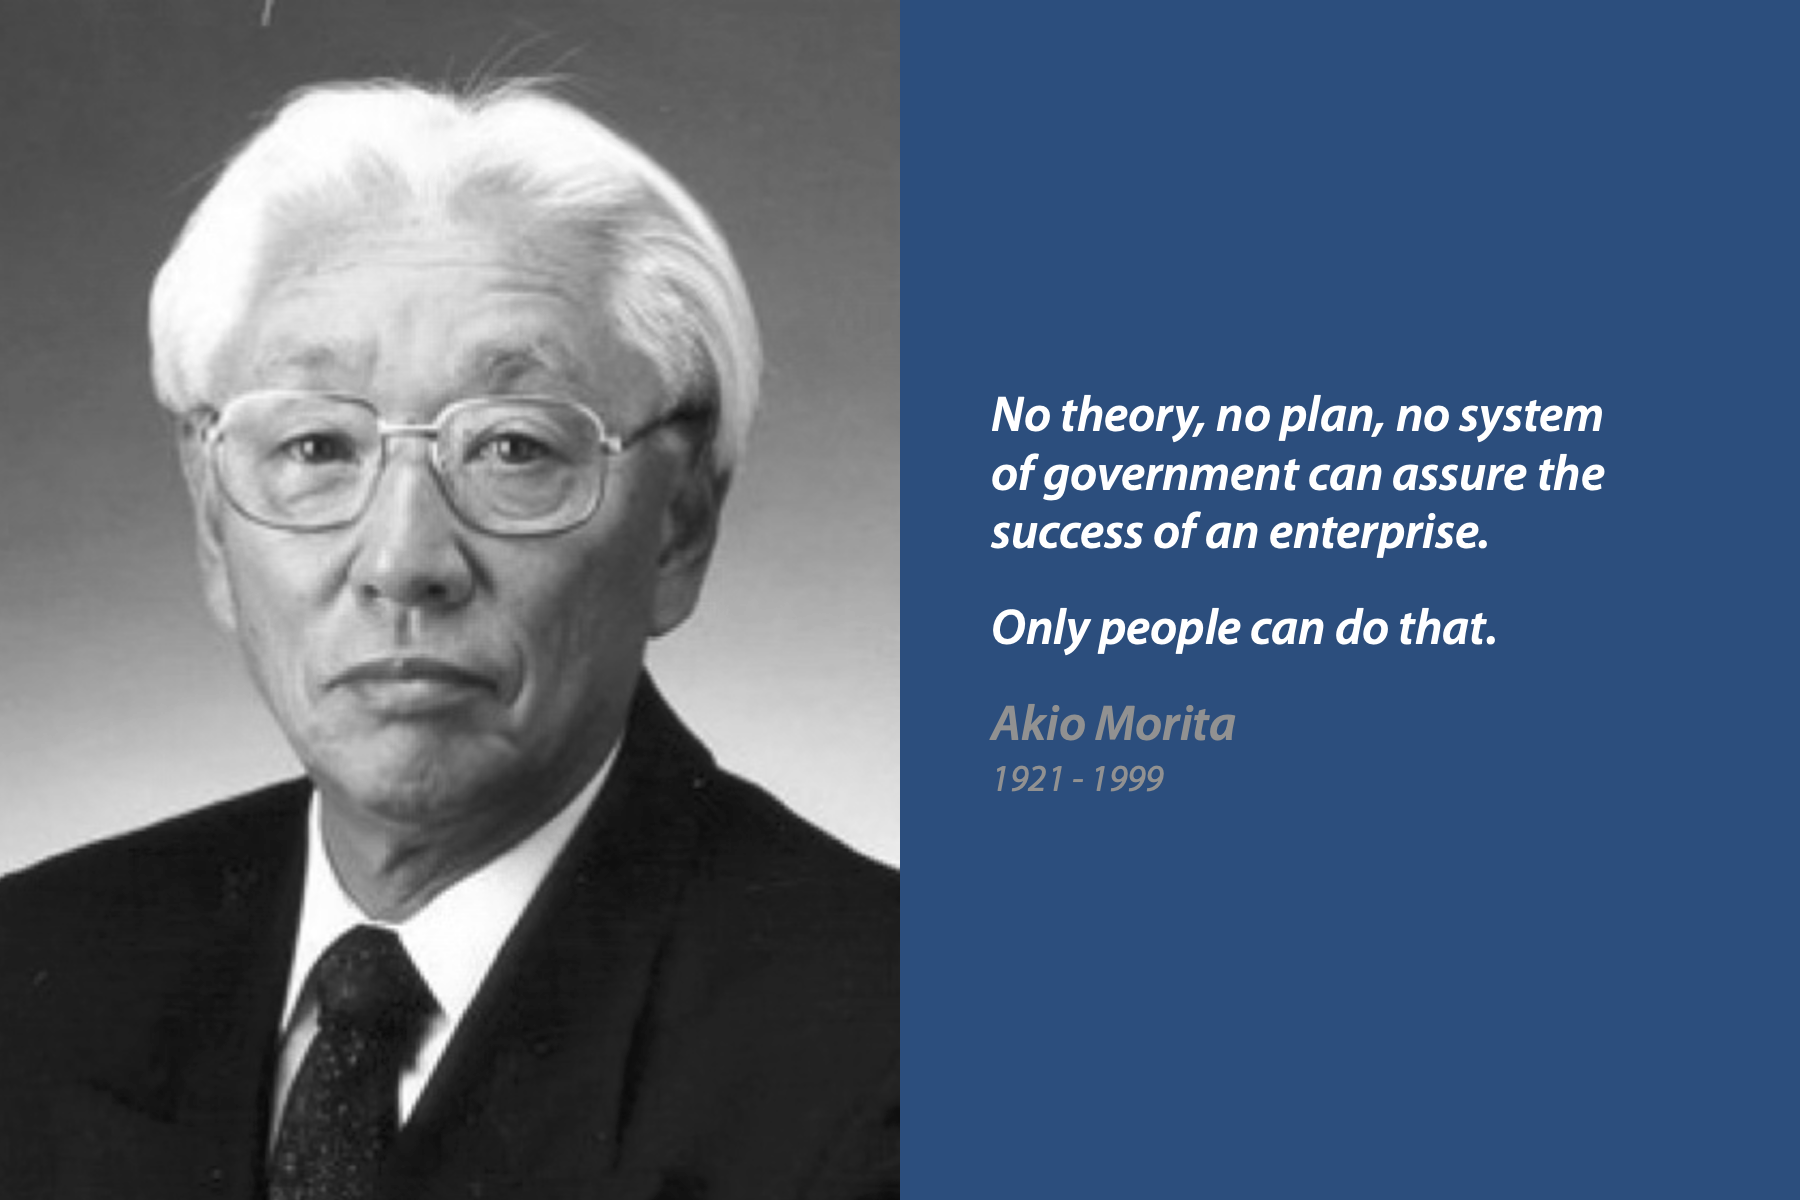 No theory, no plan, no system
of government can assure the
success of an enterprise.
Only people can do that.
Akio Morita
1921 - 1999